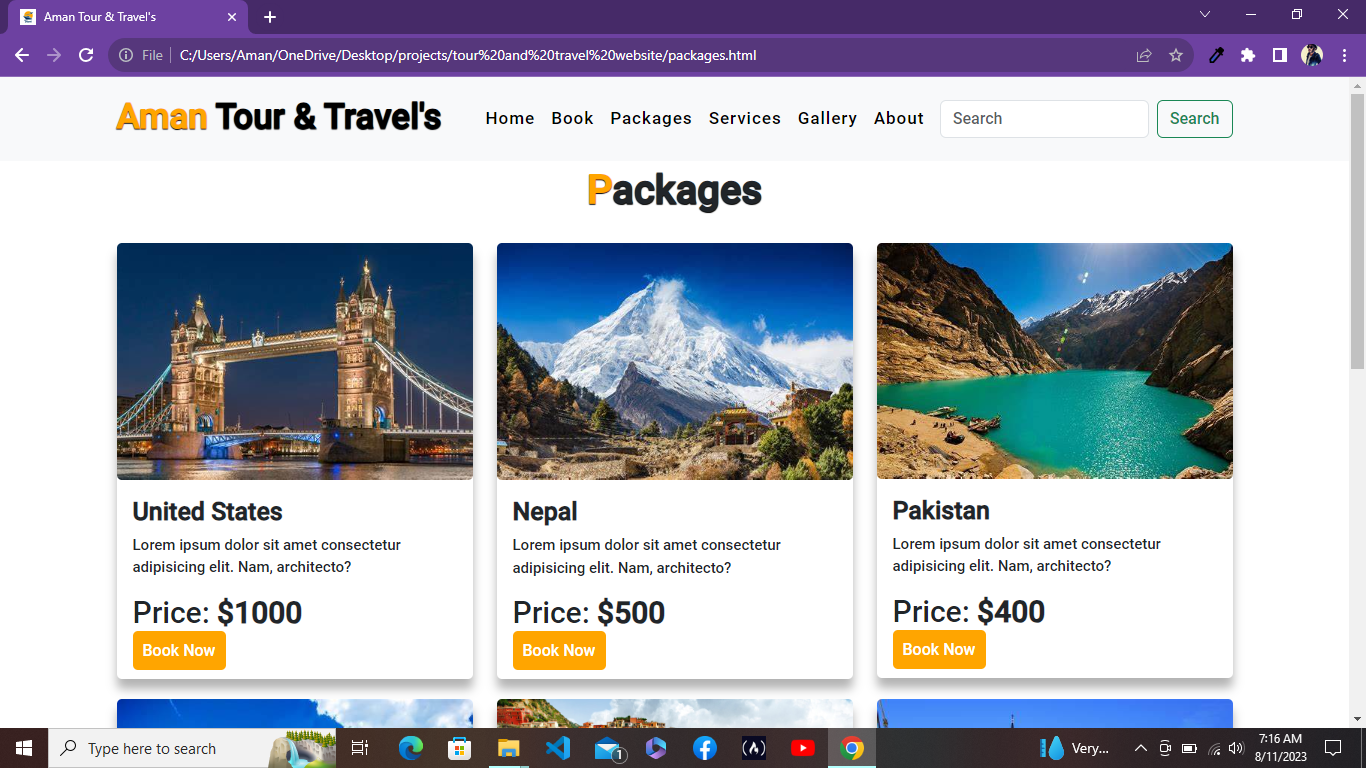 Aman Tour & Travel's
File
C:/Users/Aman/OneDrive/Desktop/projects/tour%20and%20travel%20website/packages.html
Aman Tour & Travel's
Home Book Packages Services Gallery About
Search
Search
Packages
United States
Lorem ipsum dolor sit amet consectetur
adipisicing elit. Nam, architecto?
Price: $1000
Book Now
Nepal
Lorem ipsum dolor sit amet consectetur
adipisicing elit. Nam, architecto?
Price: $500
Book Now
Pakistan
Lorem ipsum dolor sit amet consectetur
adipisicing elit. Nam, architecto?
Price: $400
Book Now
Type here to search
1
Very...
7:16 AM
8/11/2023